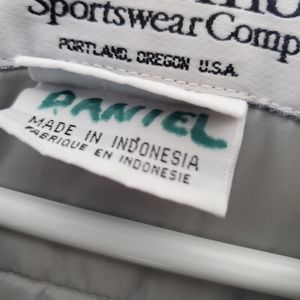 Sportswear Comp
PORTLAND, OREGON U.S.A.
DANIEL
MADE IN INDONESIA
FABRIQUE EN INDONESIE